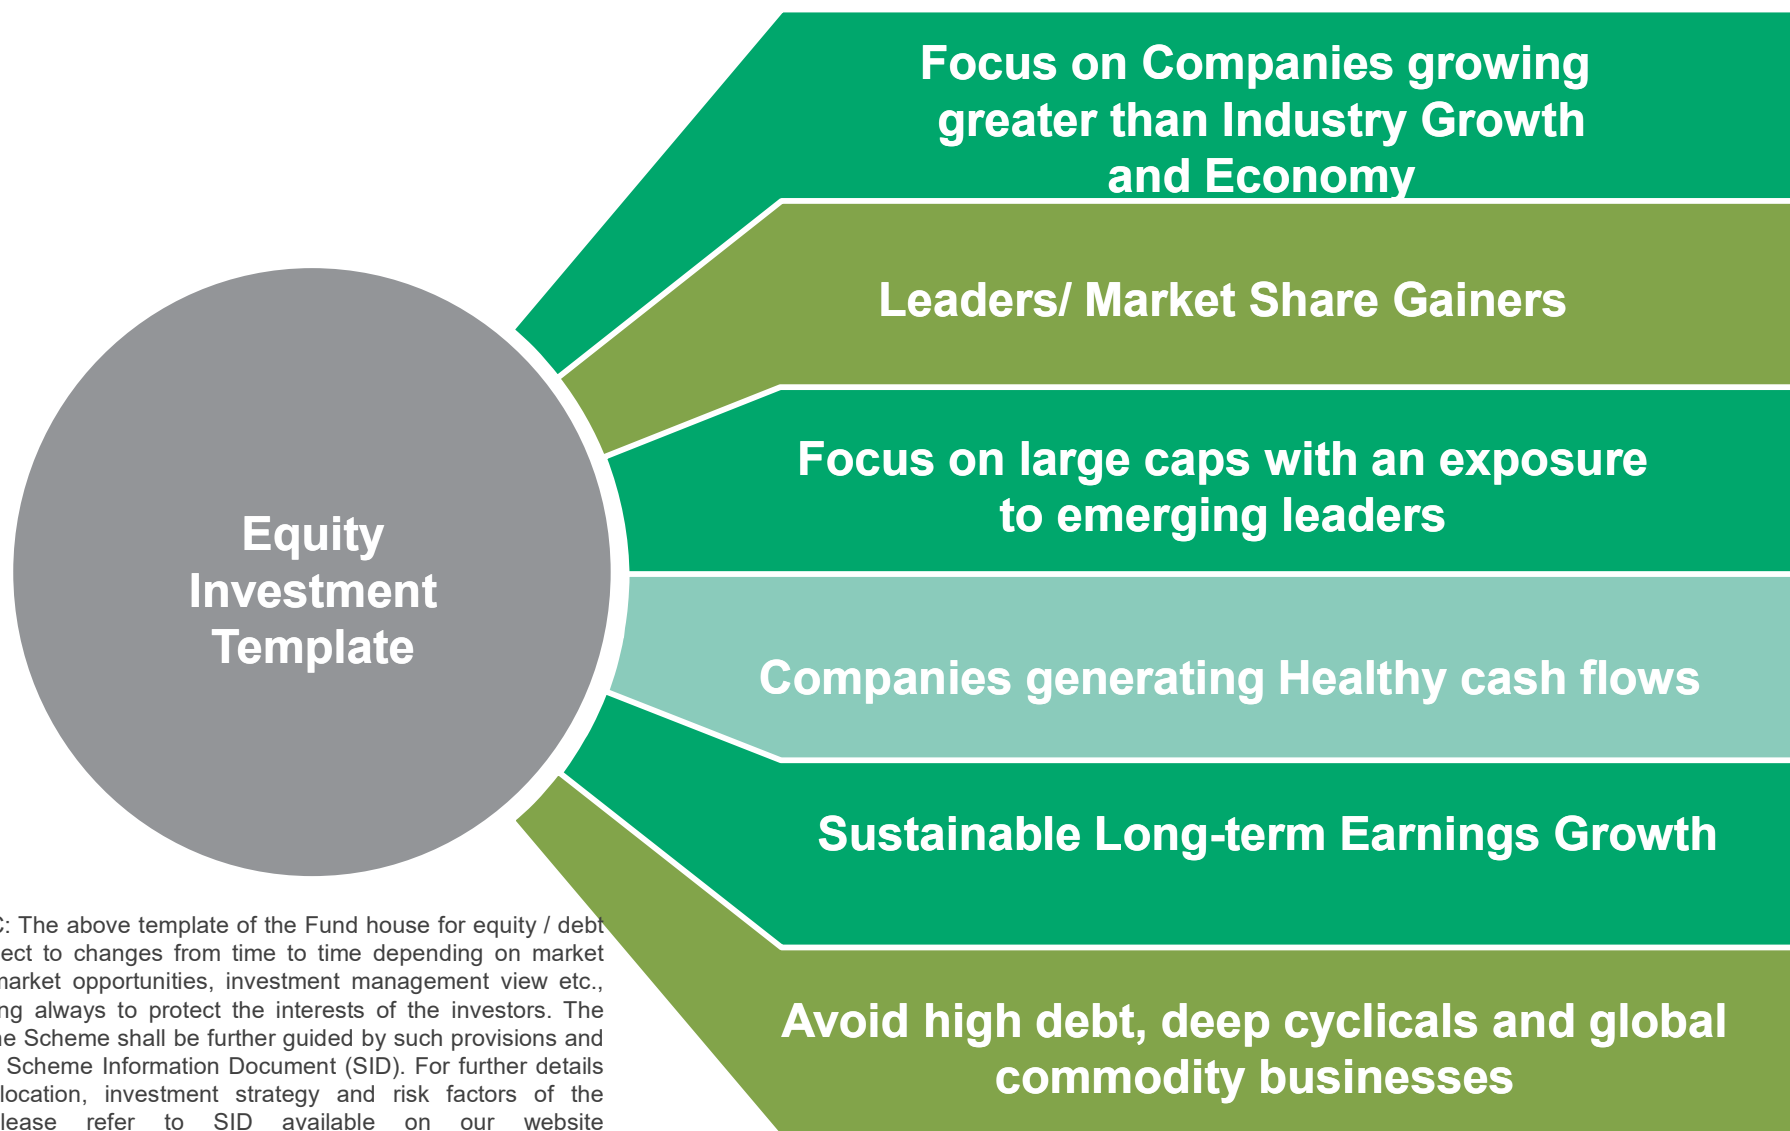 Focus on Companies growing
greater than Industry Growth
and Economy
Leaders/ Market Share Gainers
Focus on large caps with an exposure
to emerging leaders
Equity
Investment
Template
Companies generating Healthy cash flows
Sustainable Long-term Earnings Growth
Avoid high debt, deep cyclicals and global
commodity businesses
: The above template of the Fund house for equity / debt
to changes from time to time depending on market
market opportunities, investment management view etc.,
always to protect the interests of the investors. The
Scheme shall be further guided by such provisions and
Scheme Information Document (SID). For further details
investment strategy and risk factors of the
refer to SID available on our website